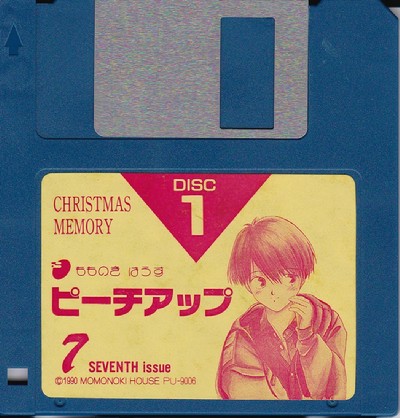 DISC
1
CHRISTMAS
MEMORY
もものき はうす
ピーチアップ
7 SEVENTH issue
©1990 MOMONOKI HOUSE PU-9006